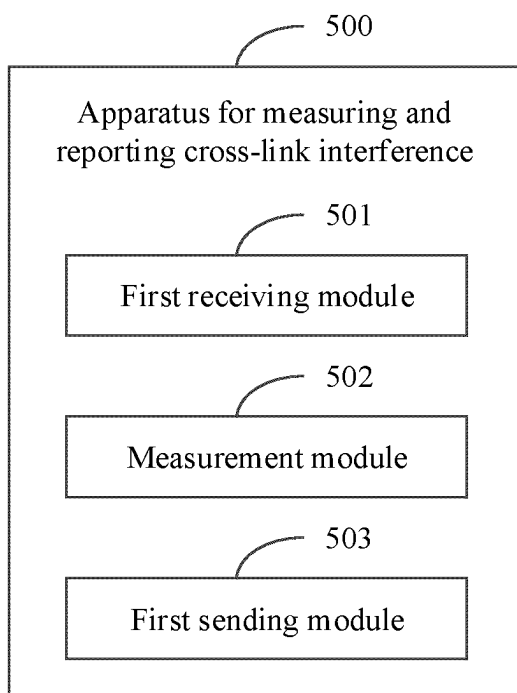 500
Apparatus for measuring and
reporting cross-link interference
501
First receiving module
502
Measurement module
503
First sending module